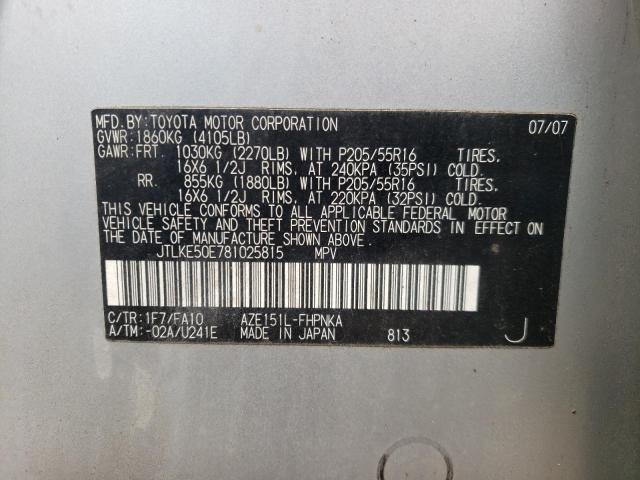 MFD. BY: TOYOTA MOTOR CORPORATION 07/07
GVWR: 1860KG (4105LB)
GAWR: FRT. 1030KG (2270LB) WITH P205/55R16 TIRES.
16X6 1/2J RIMS. AT 240KPA (35PSI) COLD.
RR. 855KG (1880LB) WITH P205/55R16 TIRES.
16X6 1/2J RIMS. AT 220KPA (32PSI) COLD.
THIS VEHICLE CONFORMS TO ALL APPLICABLE FEDERAL MOTOR
VEHICLE SAFETY AND THEFT PREVENTION STANDARDS IN EFFECT ON
THE DATE OF MANUFACTURE SHOWN ABOVE.
JTLKE50E781025815 MPV
C/TR: 1F7/FA10 AZE151L-FHPNKA
A/TM: -02A/U241E MADE IN JAPAN 813 J